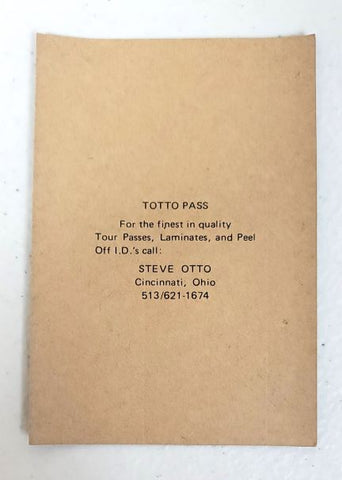 TOTTO PASS
For the finest in quality
Tour Passes, Laminates, and Peel
Off I.D.'s call:
STEVE OTTO
Cincinnati, Ohio
513/621-1674